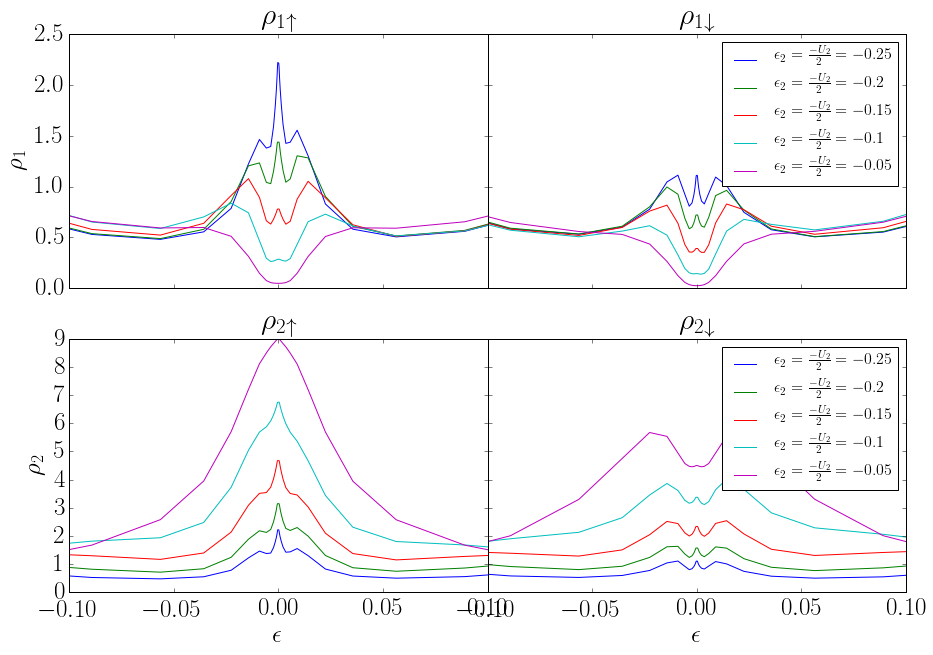 ρ1↑ ρ1↓
2.5
2.0
1.5
1.0
0.5
0.0
ρ1
ϵ2 = −U2/2 = −0.25
ϵ2 = −U2/2 = −0.2
ϵ2 = −U2/2 = −0.15
ϵ2 = −U2/2 = −0.1
ϵ2 = −U2/2 = −0.05
ρ2↑ ρ2↓
9
8
7
6
5
4
3
2
1
0
ρ2
ϵ2 = −U2/2 = −0.25
ϵ2 = −U2/2 = −0.2
ϵ2 = −U2/2 = −0.15
ϵ2 = −U2/2 = −0.1
ϵ2 = −U2/2 = −0.05
−0.10 −0.05 0.00 0.05 0.10
−0.10 −0.05 0.00 0.05 0.10
ϵ ϵ